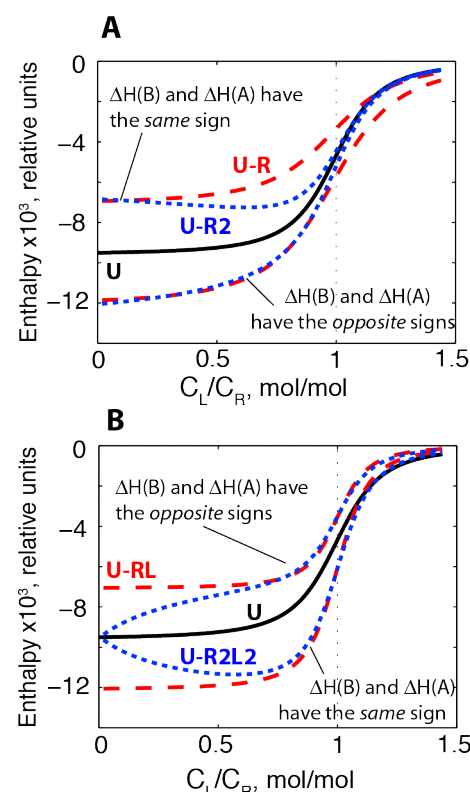 A
Enthalpy x10³, relative units
0
−4
−8
−12
ΔH(B) and ΔH(A) have
the same sign
U-R
U-R2
U
ΔH(B) and ΔH(A)
have the opposite signs
0
0.5
1
1.5
C_L/C_R, mol/mol
B
Enthalpy x10³, relative units
0
−4
−8
−12
ΔH(B) and ΔH(A) have
the opposite signs
U-RL
U
U-R2L2
ΔH(B) and ΔH(A)
have the same sign
0
0.5
1
1.5
C_L/C_R, mol/mol